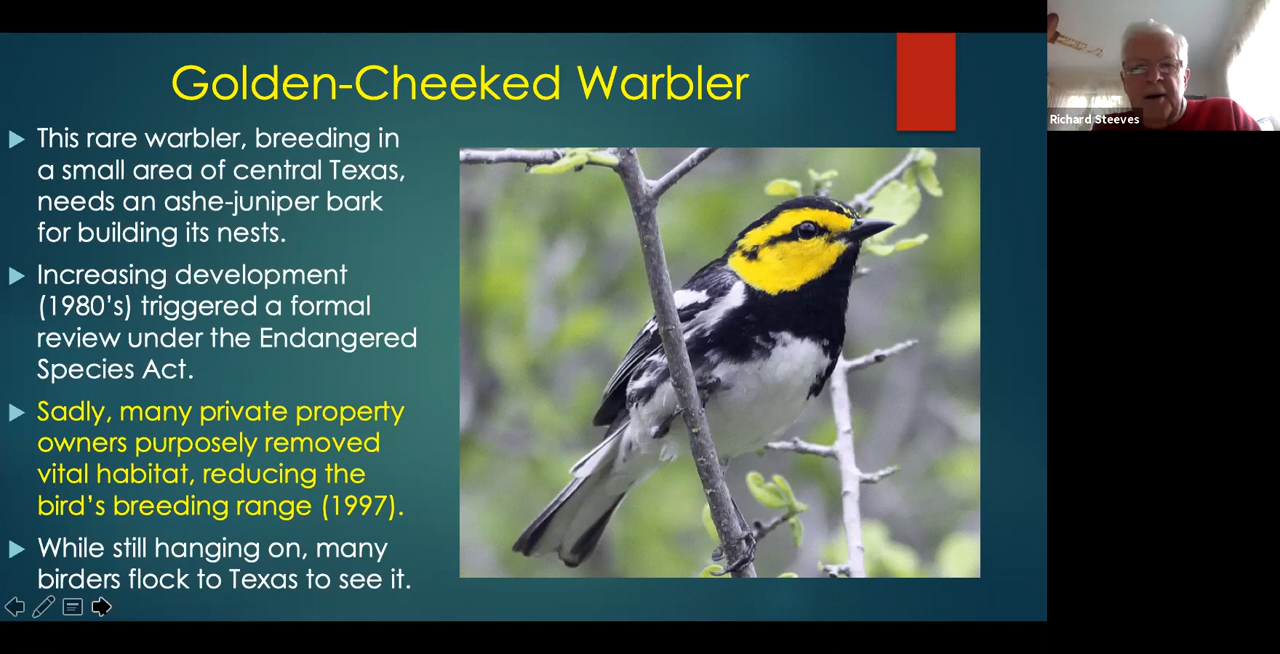 Golden-Cheeked Warbler
This rare warbler, breeding in
a small area of central Texas,
needs an ashe-juniper bark
for building its nests.
Increasing development
(1980's) triggered a formal
review under the Endangered
Species Act.
Sadly, many private property
owners purposely removed
vital habitat, reducing the
bird's breeding range (1997).
While still hanging on, many
birders flock to Texas to see it.
Richard Steeves